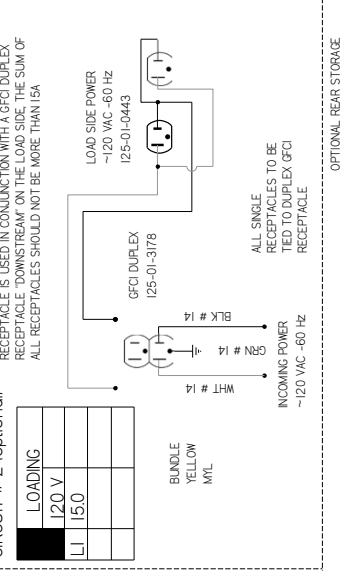 RECEPTACLE IS USED IN CONJUNCTION WITH A GFCI DUPLEX
RECEPTACLE "DOWNSTREAM" ON THE LOAD SIDE, THE SUM OF
ALL RECEPTACLES SHOULD NOT BE MORE THAN 15A
LOADING
120 V
L1 15.0
LOAD SIDE POWER
~120 VAC -60 Hz
125-01-0443
GFCI DUPLEX
125-01-3178
BLK # 14
GRN # 14
WHT # 14
BUNDLE
YELLOW
MYL
INCOMING POWER
~120 VAC -60 Hz
ALL SINGLE
RECEPTACLES TO BE
TIED TO DUPLEX GFCI
RECEPTACLE
OPTIONAL REAR STORAGE